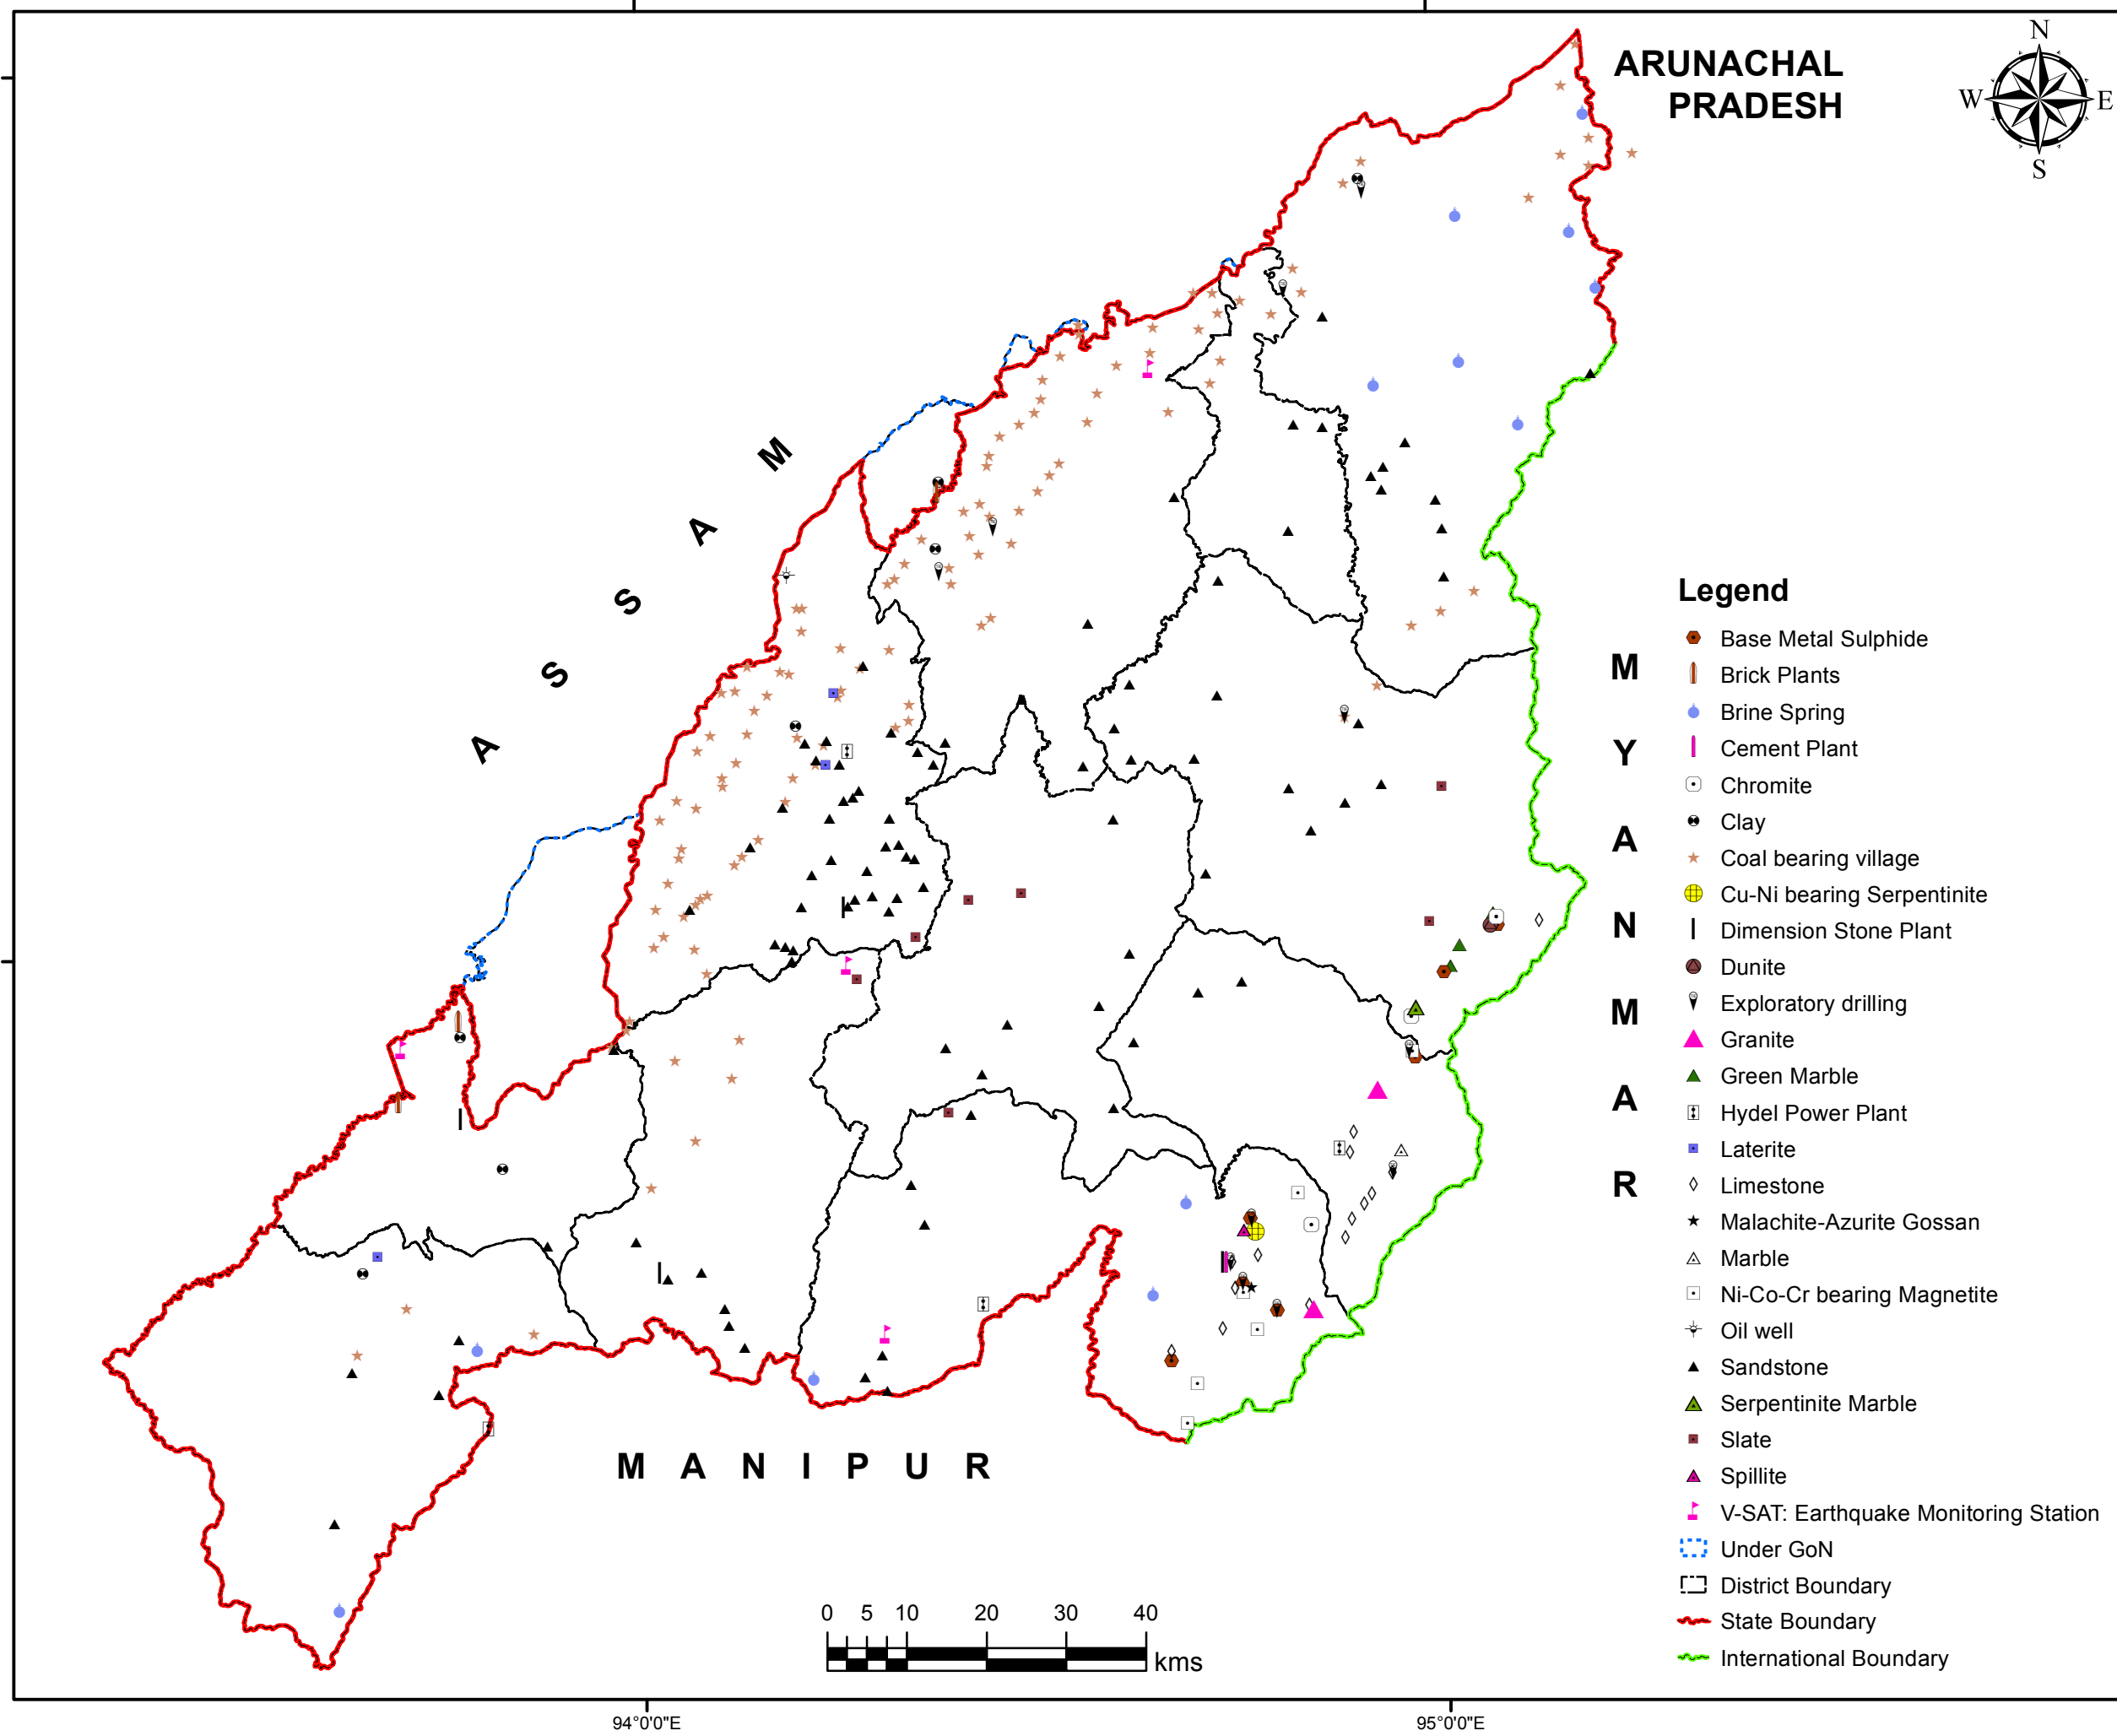 ARUNACHAL
PRADESH
N
W
E
S
A S S A M
M Y A N M A R
M A N I P U R
Legend
Base Metal Sulphide
Brick Plants
Brine Spring
Cement Plant
Chromite
Clay
Coal bearing village
Cu-Ni bearing Serpentinite
Dimension Stone Plant
Dunite
Exploratory drilling
Granite
Green Marble
Hydel Power Plant
Laterite
Limestone
Malachite-Azurite Gossan
Marble
Ni-Co-Cr bearing Magnetite
Oil well
Sandstone
Serpentinite Marble
Slate
Spillite
V-SAT: Earthquake Monitoring Station
Under GoN
District Boundary
State Boundary
International Boundary
0 5 10 20 30 40
kms
94°0'0"E
95°0'0"E